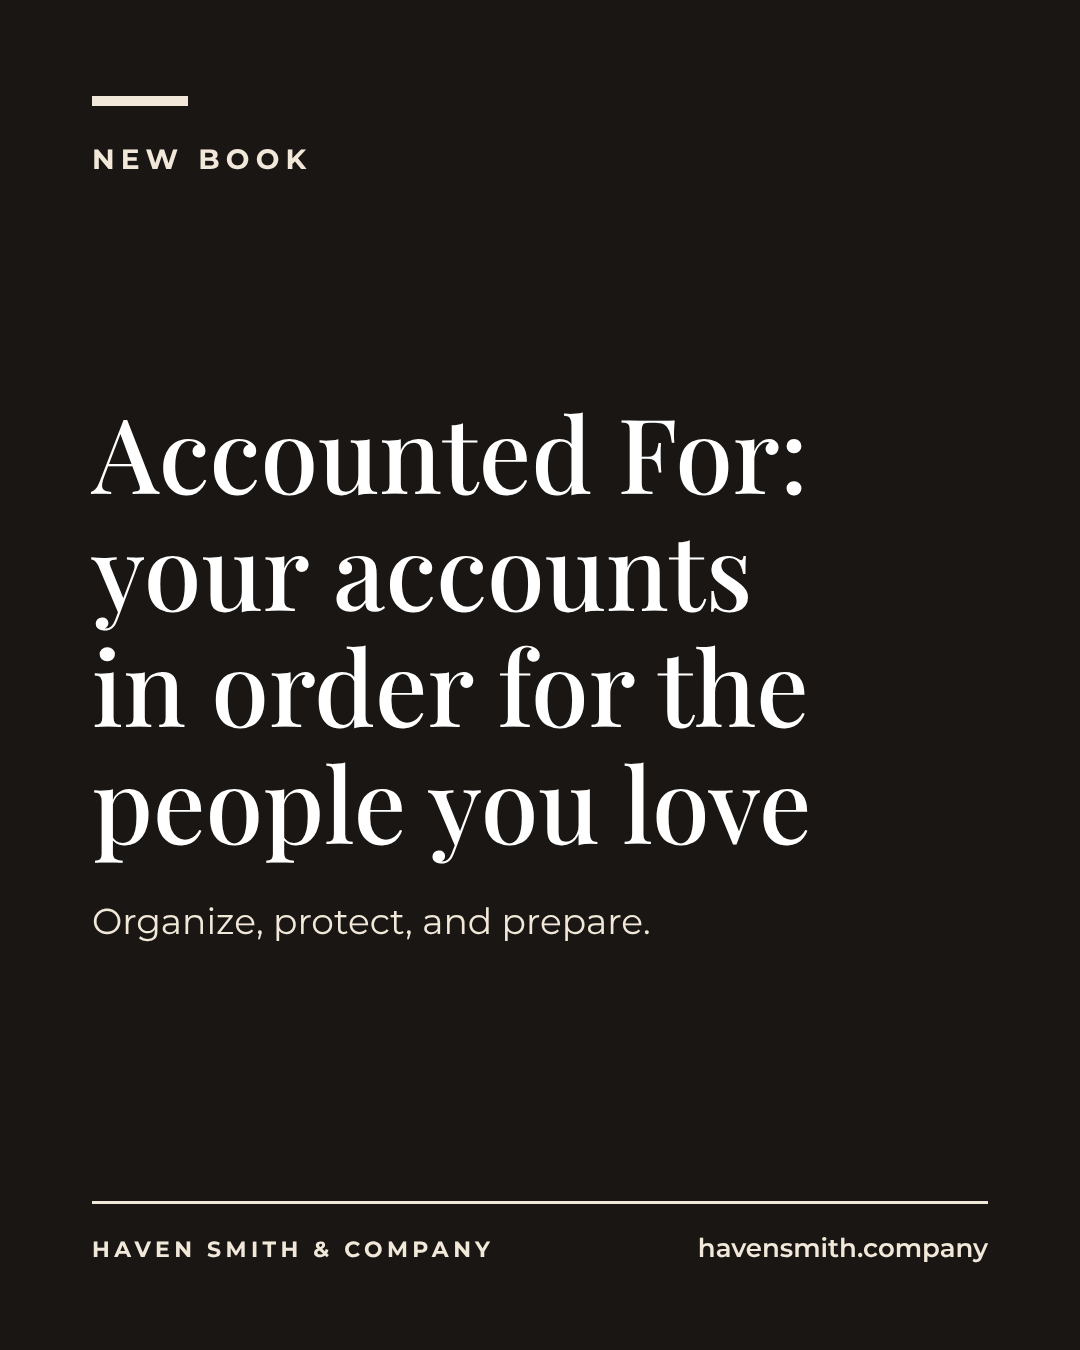 NEW BOOK
Accounted For:
your accounts
in order for the
people you love
Organize, protect, and prepare.
HAVEN SMITH & COMPANY
havensmith.company